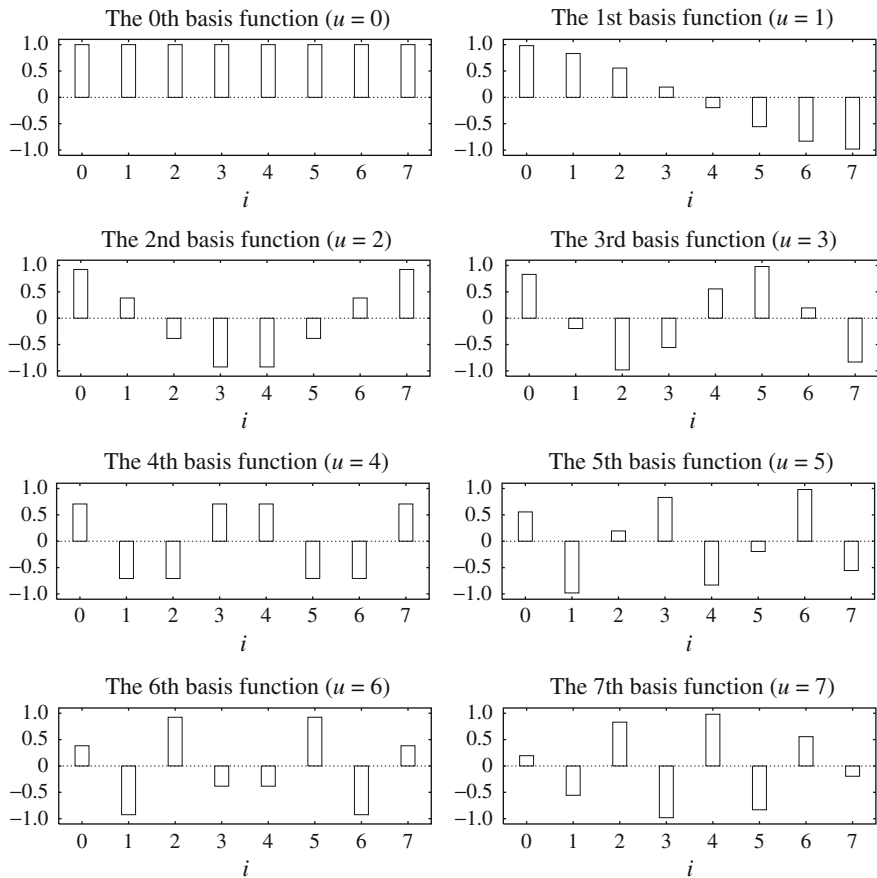 The 0th basis function (u = 0)
1.0
0.5
0
−0.5
−1.0
0 1 2 3 4 5 6 7
i
The 1st basis function (u = 1)
1.0
0.5
0
−0.5
−1.0
0 1 2 3 4 5 6 7
i
The 2nd basis function (u = 2)
1.0
0.5
0
−0.5
−1.0
0 1 2 3 4 5 6 7
i
The 3rd basis function (u = 3)
1.0
0.5
0
−0.5
−1.0
0 1 2 3 4 5 6 7
i
The 4th basis function (u = 4)
1.0
0.5
0
−0.5
−1.0
0 1 2 3 4 5 6 7
i
The 5th basis function (u = 5)
1.0
0.5
0
−0.5
−1.0
0 1 2 3 4 5 6 7
i
The 6th basis function (u = 6)
1.0
0.5
0
−0.5
−1.0
0 1 2 3 4 5 6 7
i
The 7th basis function (u = 7)
1.0
0.5
0
−0.5
−1.0
0 1 2 3 4 5 6 7
i